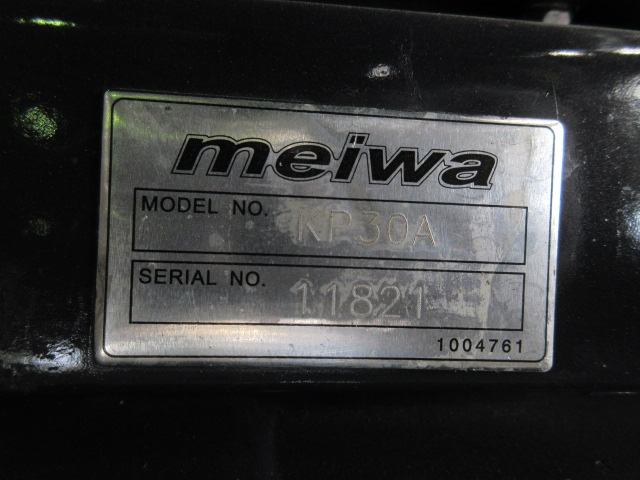 meiwa
MODEL NO. KP30A
SERIAL NO. 11821
1004761